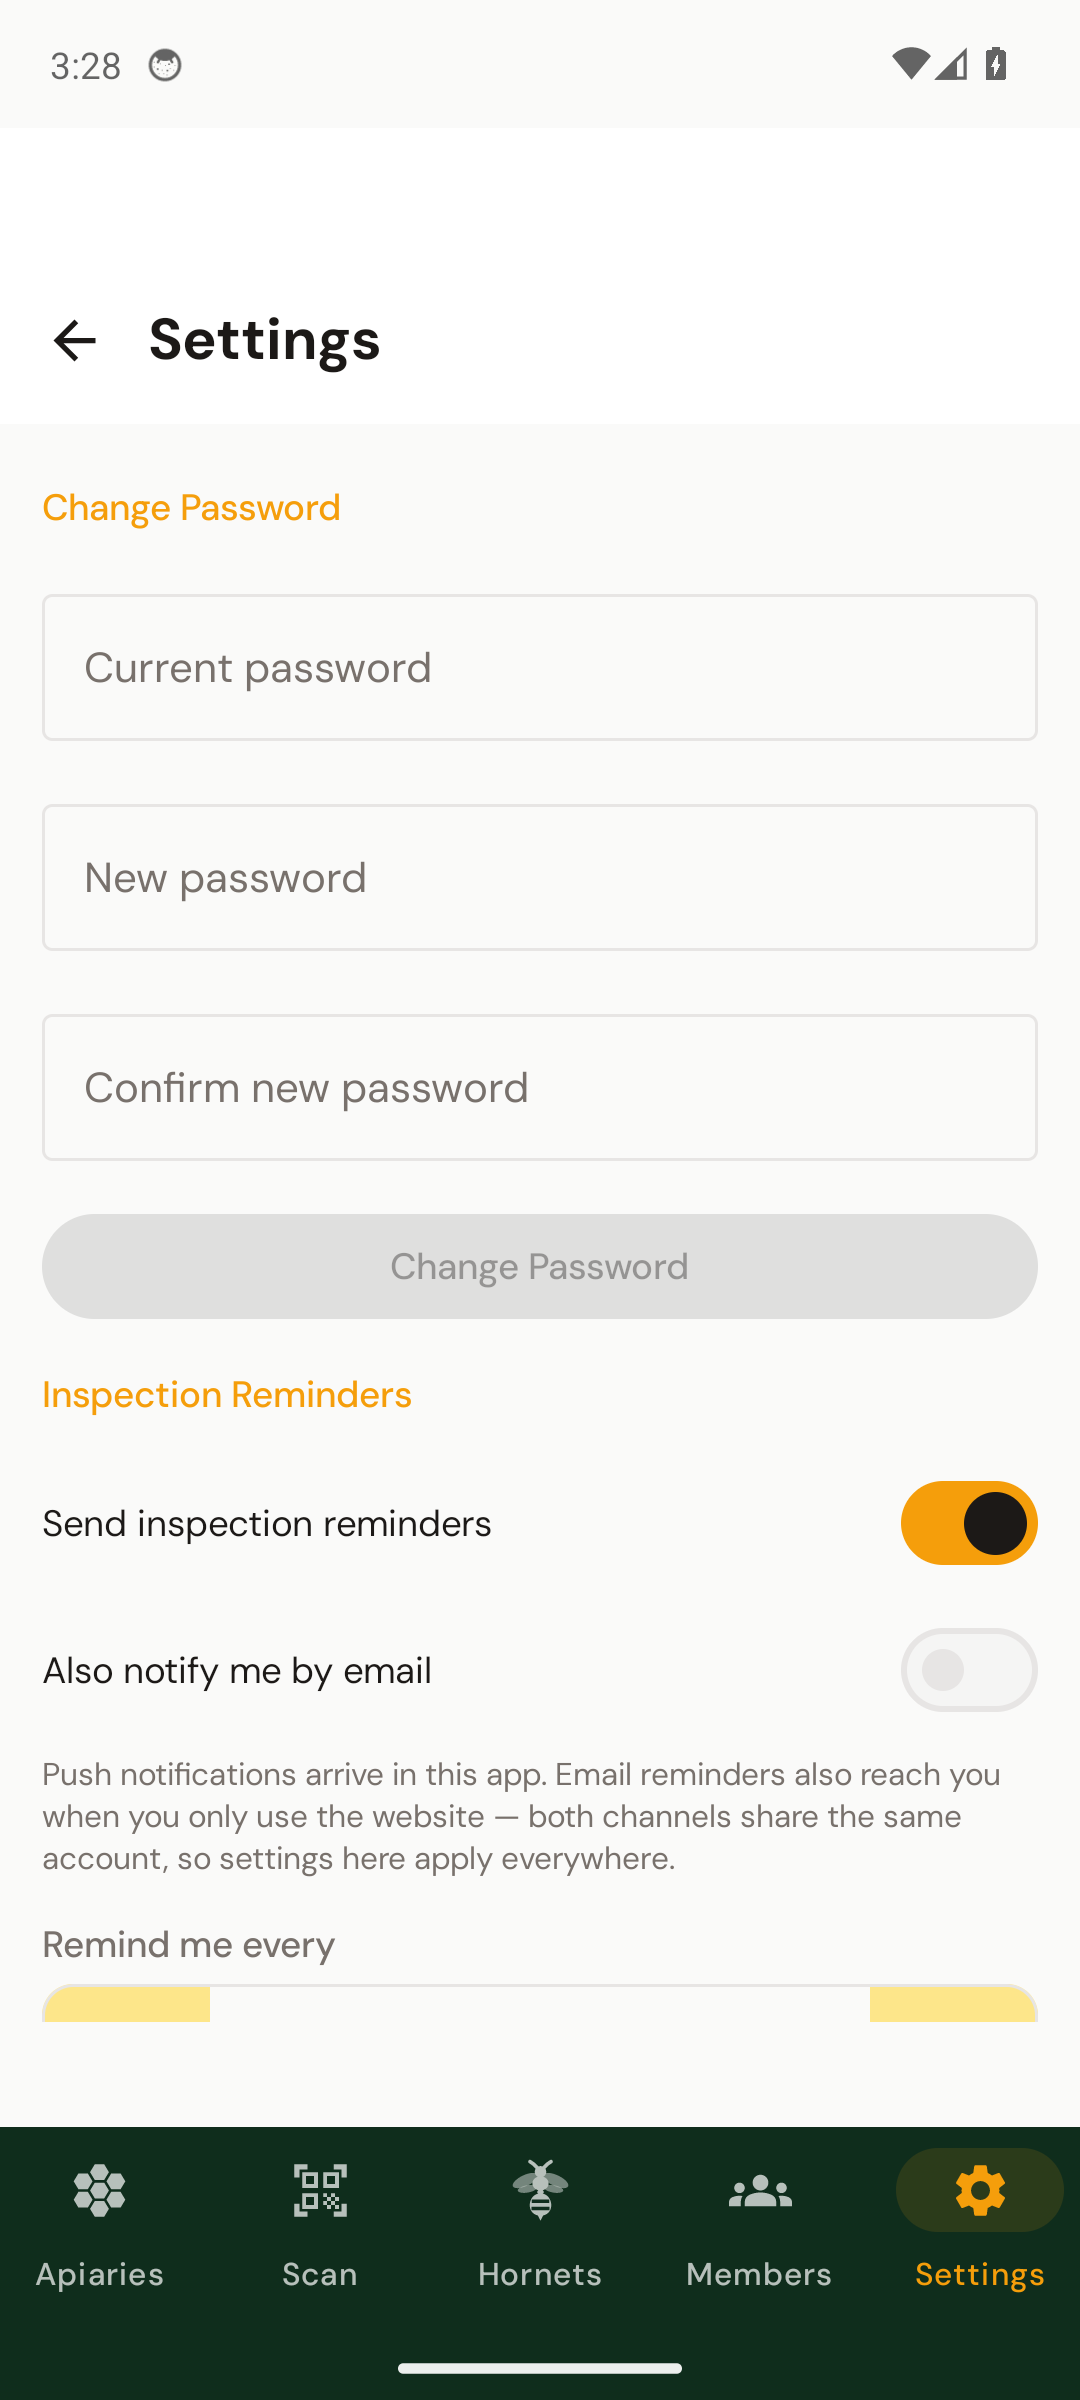 3:28
Settings
Change Password
Current password
New password
Confirm new password
Change Password
Inspection Reminders
Send inspection reminders
Also notify me by email
Push notifications arrive in this app. Email reminders also reach you
when you only use the website — both channels share the same
account, so settings here apply everywhere.
Remind me every
Apiaries
Scan
Hornets
Members
Settings